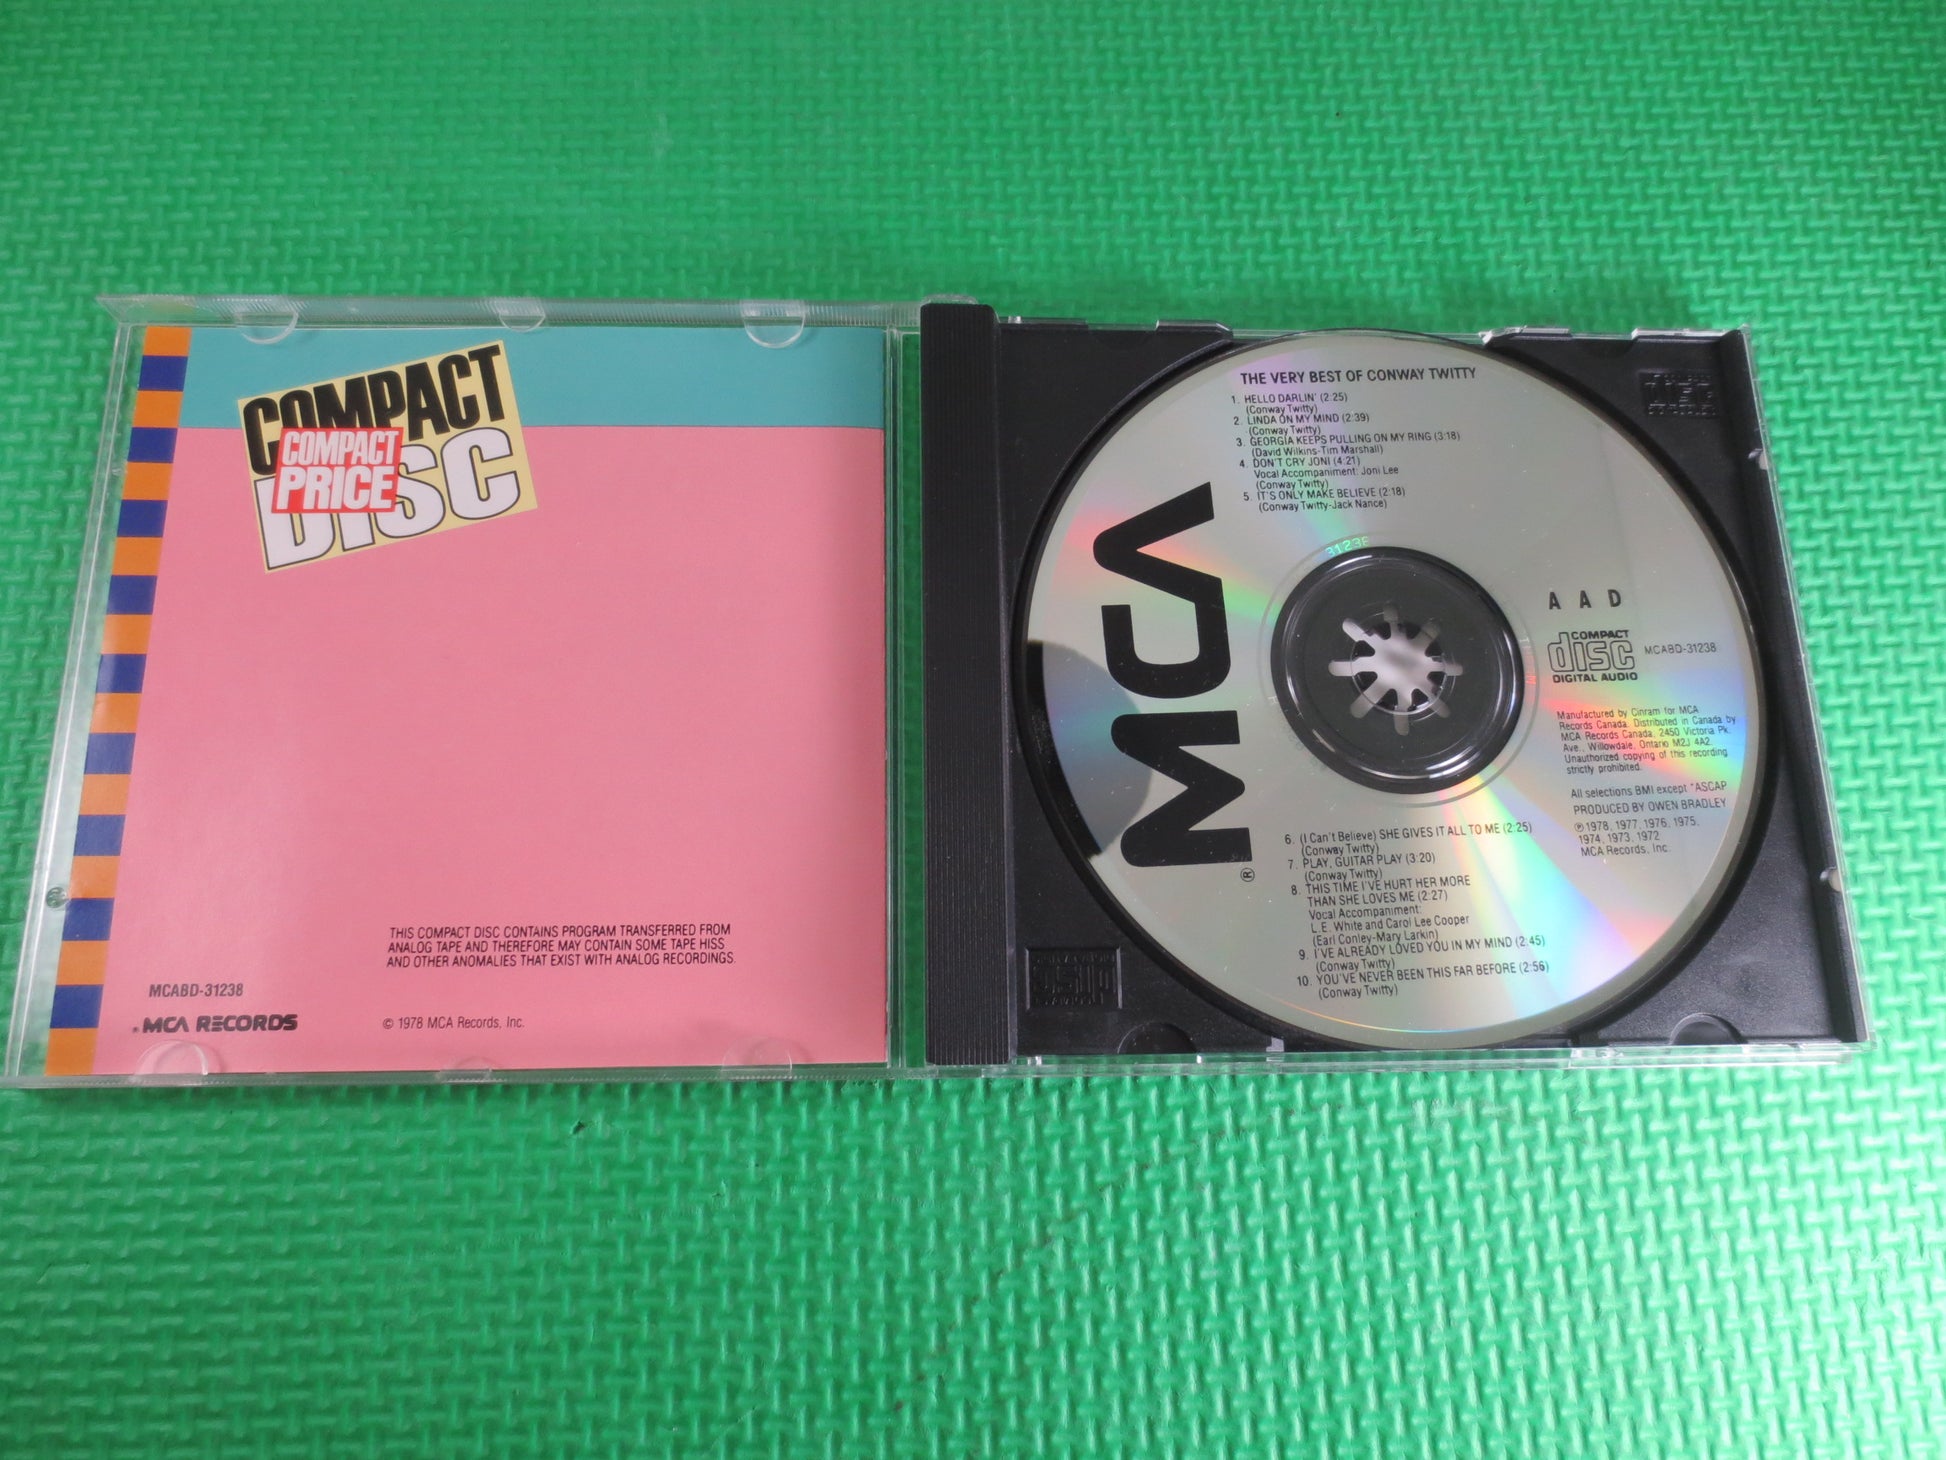 COMPACT
COMPACT
PRICE
DISC
THIS COMPACT DISC CONTAINS PROGRAM TRANSFERRED FROM
ANALOG TAPE AND THEREFORE MAY CONTAIN SOME TAPE HISS
AND OTHER ANOMALIES THAT EXIST WITH ANALOG RECORDINGS.
MCABD-31238
MCA RECORDS
© 1978 MCA Records, Inc.
THE VERY BEST OF CONWAY TWITTY
1. HELLO DARLIN' (2:25)
(Conway Twitty)
2. LINDA ON MY MIND (2:39)
(Conway Twitty)
3. GEORGIA KEEPS PULLING ON MY RING (3:18)
(David Wilkins-Tim Marshall)
4. DON'T CRY JONI (4:21)
Vocal Accompaniment: Joni Lee
(Conway Twitty)
5. IT'S ONLY MAKE BELIEVE (2:18)
(Conway Twitty-Jack Nance)
31238
MCA®
A A D
COMPACT
disc
DIGITAL AUDIO
MCABD-31238
Manufactured by Cinram for MCA
Records Canada. Distributed in Canada by
MCA Records Canada, 2450 Victoria Pk.
Ave., Willowdale, Ontario M2J 4A2.
Unauthorized copying of this recording
strictly prohibited.
All selections BMI except *ASCAP
PRODUCED BY OWEN BRADLEY
℗ 1978, 1977, 1976, 1975,
1974, 1973, 1972
MCA Records, Inc.
6. (I Can't Believe) SHE GIVES IT ALL TO ME (2:25)
(Conway Twitty)
7. PLAY, GUITAR PLAY (3:20)
(Conway Twitty)
8. THIS TIME I'VE HURT HER MORE
THAN SHE LOVES ME (2:27)
Vocal Accompaniment:
L.E. White and Carol Lee Cooper
(Earl Conley-Mary Larkin)
9. I'VE ALREADY LOVED YOU IN MY MIND (2:45)
(Conway Twitty)
10. YOU'VE NEVER BEEN THIS FAR BEFORE (2:56)
(Conway Twitty)